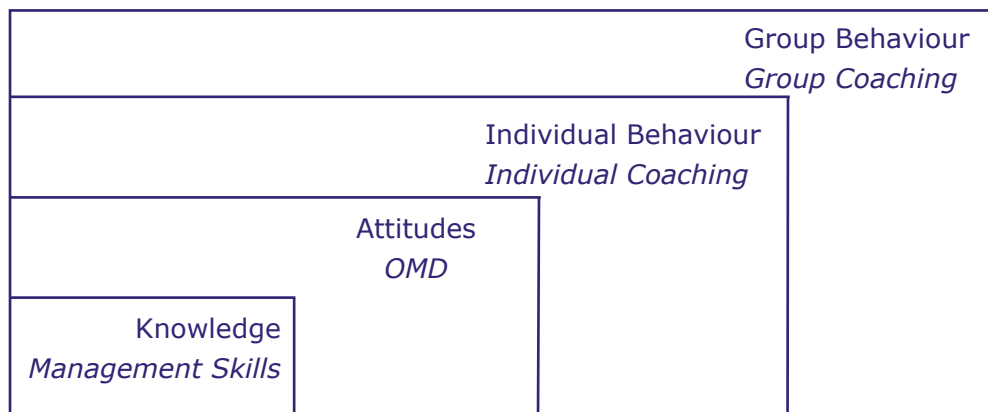 Group Behaviour
Group Coaching
Individual Behaviour
Individual Coaching
Attitudes
OMD
Knowledge
Management Skills